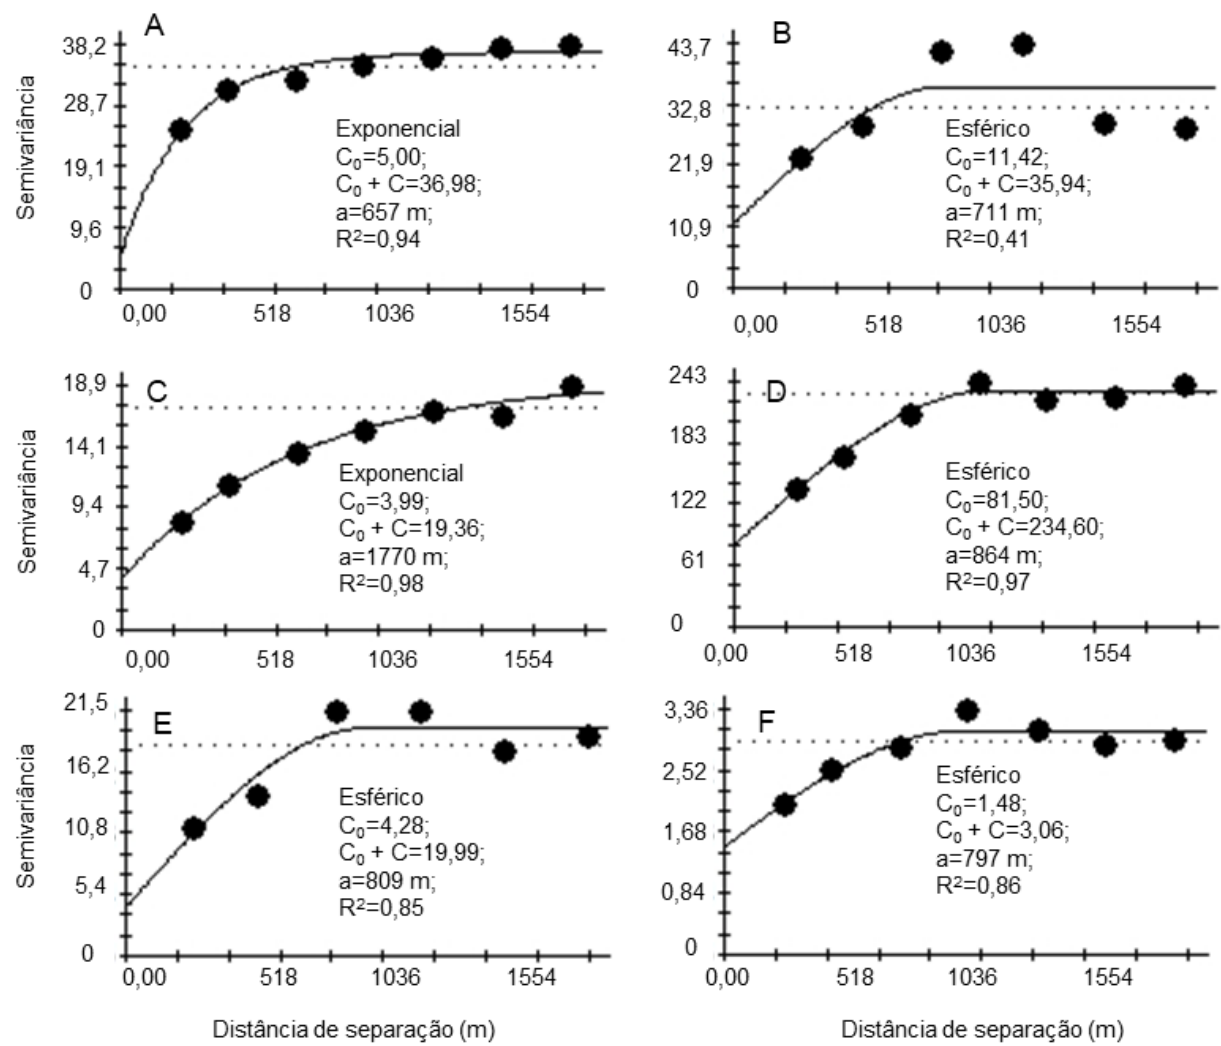 A
Semivariância
38,2
28,7
19,1
9,6
0
Exponencial
C₀=5,00;
C₀ + C=36,98;
a=657 m;
R²=0,94
0,00 518 1036 1554
B
43,7
32,8
21,9
10,9
0
Esférico
C₀=11,42;
C₀ + C=35,94;
a=711 m;
R²=0,41
0,00 518 1036 1554
C
Semivariância
18,9
14,1
9,4
4,7
0
Exponencial
C₀=3,99;
C₀ + C=19,36;
a=1770 m;
R²=0,98
0,00 518 1036 1554
D
243
183
122
61
0
Esférico
C₀=81,50;
C₀ + C=234,60;
a=864 m;
R²=0,97
0,00 518 1036 1554
E
Semivariância
21,5
16,2
10,8
5,4
0
Esférico
C₀=4,28;
C₀ + C=19,99;
a=809 m;
R²=0,85
0,00 518 1036 1554
Distância de separação (m)
F
3,36
2,52
1,68
0,84
0
Esférico
C₀=1,48;
C₀ + C=3,06;
a=797 m;
R²=0,86
0,00 518 1036 1554
Distância de separação (m)